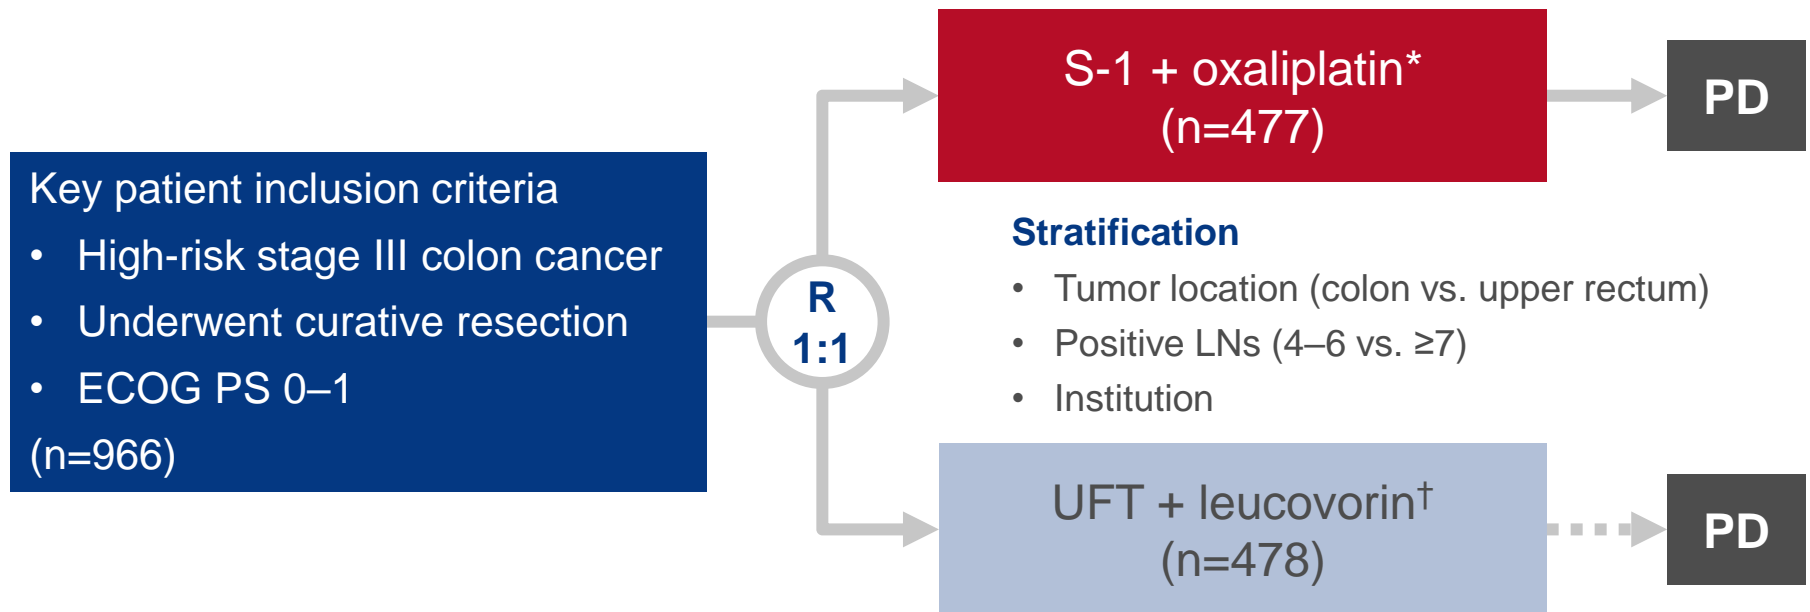 Key patient inclusion criteria
• High-risk stage III colon cancer
• Underwent curative resection
• ECOG PS 0–1
(n=966)
R
1:1
S-1 + oxaliplatin*
(n=477)
PD
Stratification
• Tumor location (colon vs. upper rectum)
• Positive LNs (4–6 vs. ≥7)
• Institution
UFT + leucovorin†
(n=478)
PD